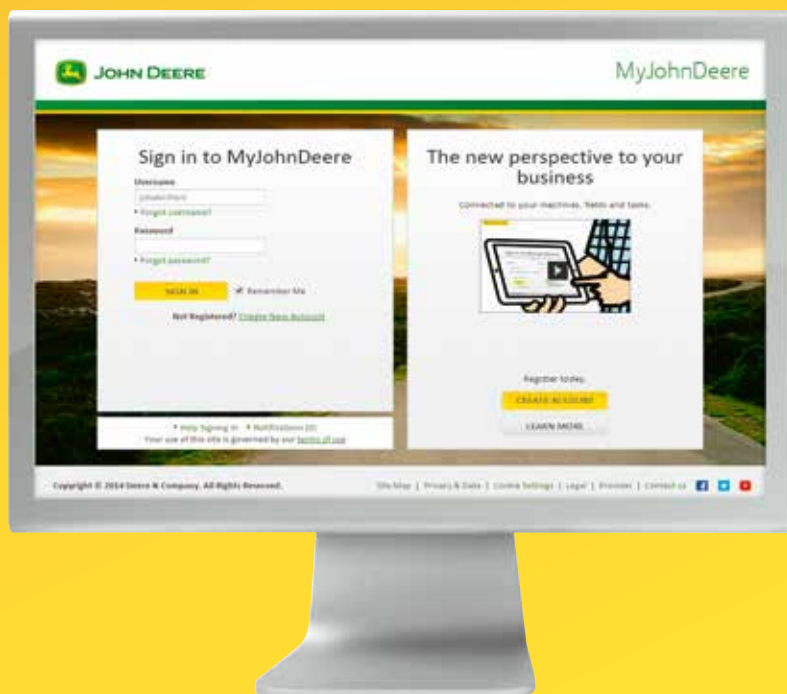 JOHN DEERE
MyJohnDeere
Sign in to MyJohnDeere
Username
Forgot username?
Password
Forgot password?
SIGN IN
Remember Me
Not Registered? Create New Account
Help Signing in
Notifications (0)
Your use of this site is governed by our terms of use
The new perspective to your
business
Connected to your machines, fields and tasks.
Register today.
CREATE ACCOUNT
LEARN MORE
Copyright © 2014 Deere & Company. All Rights Reserved.
Site Map | Privacy & Data | Cookie Settings | Legal | | Contact us